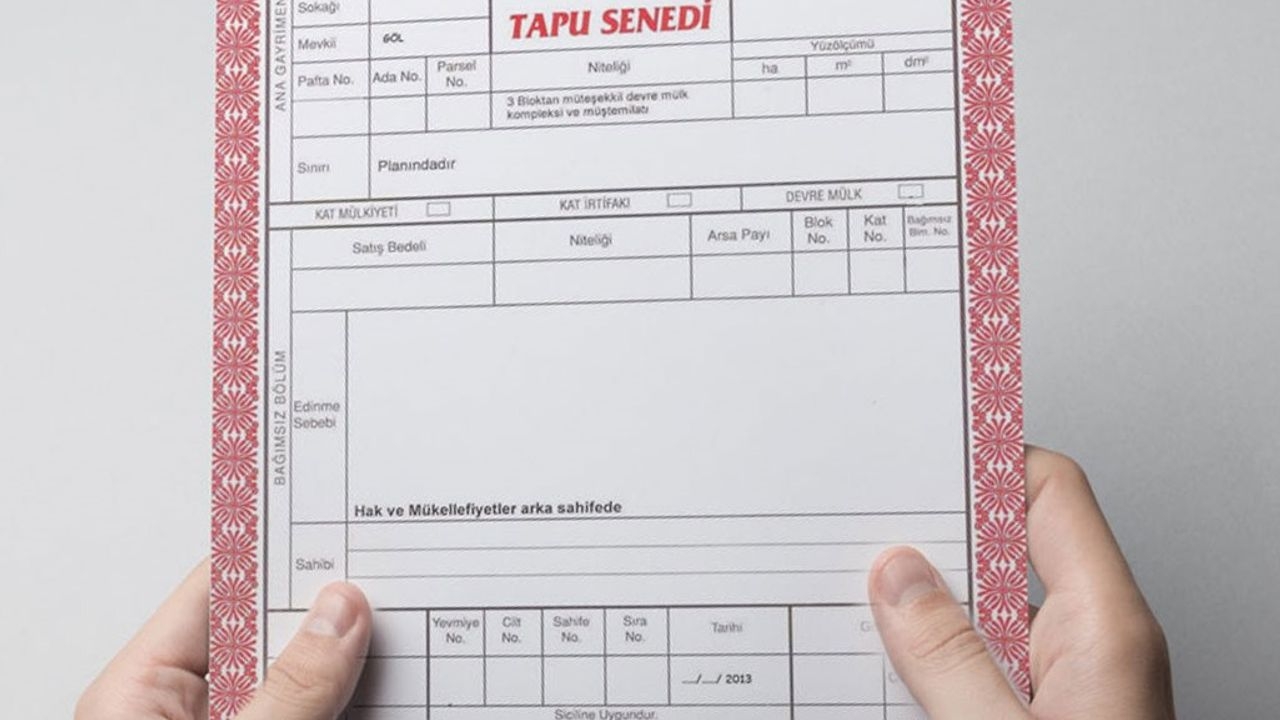 Sokağı
TAPU SENEDİ
Mevkii
GÖL
Yüzölçümü
Pafta No.
Ada No.
Parsel
No.
Niteliği
ha
m²
dm²
3 Bloktan müteşekkil devre mülk
kompleksi ve müştemilatı
Sınırı
Planındadır
KAT MÜLKİYETİ
KAT İRTİFAKI
DEVRE MÜLK
BAĞIMSIZ BÖLÜM
Satış Bedeli
Niteliği
Arsa Payı
Blok
No.
Kat
No.
Bağımsız
Blm. No.
Edinme
Sebebi
Hak ve Mükellefiyetler arka sahifede
Sahibi
Yevmiye
No.
Cilt
No.
Sahife
No.
Sıra
No.
Tarihi
__/__/ 2013
Siciline Uygundur.